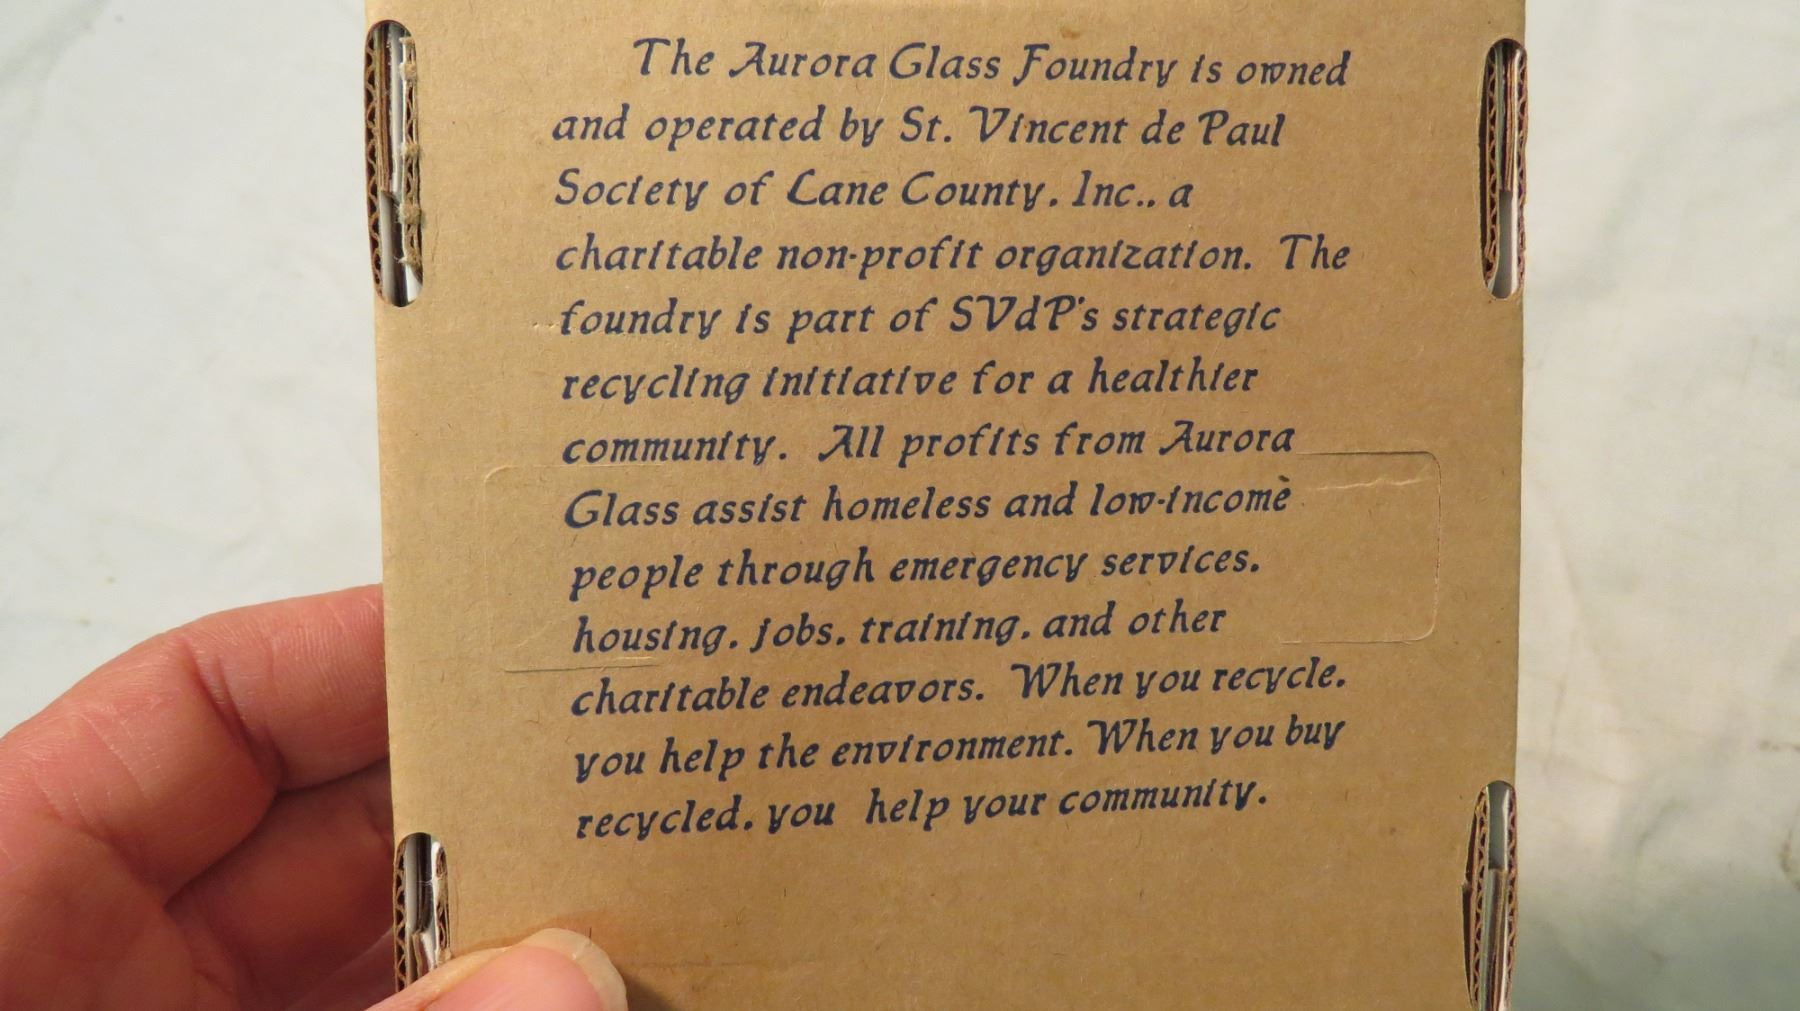 The Aurora Glass Foundry is owned
and operated by St. Vincent de Paul
Society of Lane County, Inc., a
charitable non-profit organization. The
foundry is part of SVdP's strategic
recycling initiative for a healthier
community. All profits from Aurora
Glass assist homeless and low-income
people through emergency services,
housing, jobs, training, and other
charitable endeavors. When you recycle,
you help the environment. When you buy
recycled, you help your community.